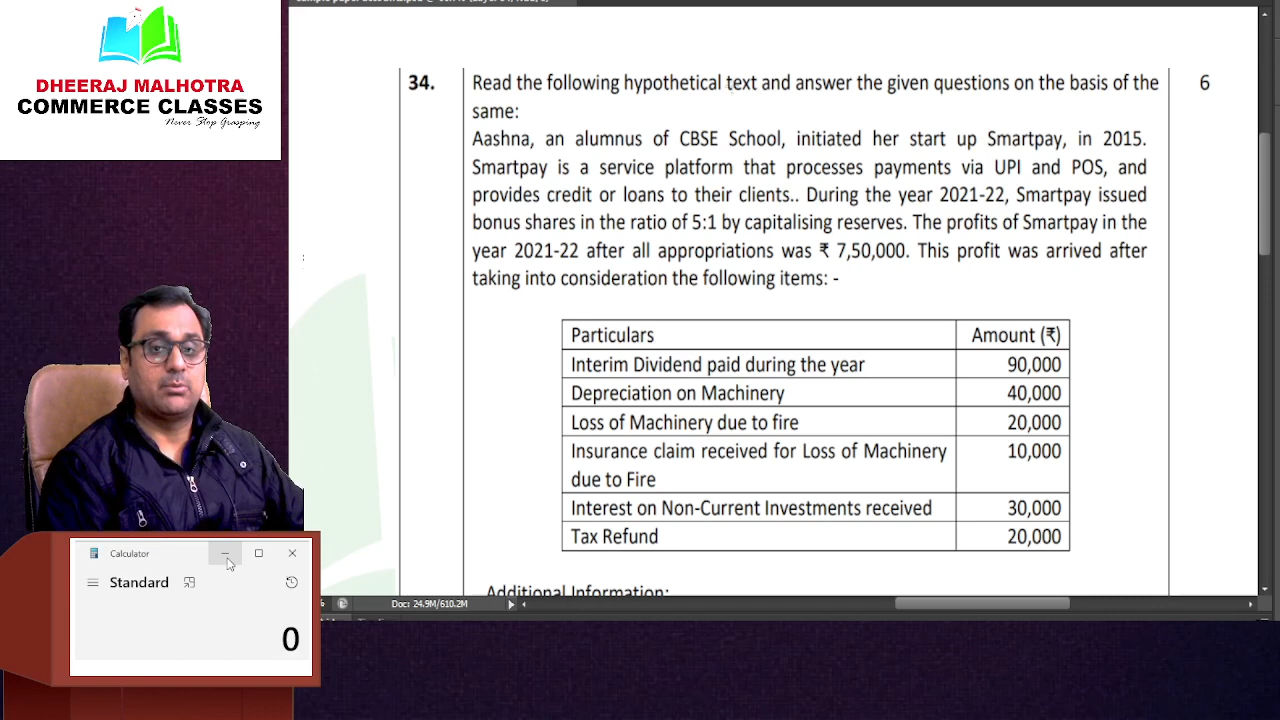 DHEERAJ MALHOTRA
COMMERCE CLASSES
Never Stop Grasping
34.
Read the following hypothetical text and answer the given questions on the basis of the
6
same:
Aashna, an alumnus of CBSE School, initiated her start up Smartpay, in 2015.
Smartpay is a service platform that processes payments via UPI and POS, and
provides credit or loans to their clients.. During the year 2021-22, Smartpay issued
bonus shares in the ratio of 5:1 by capitalising reserves. The profits of Smartpay in the
year 2021-22 after all appropriations was ₹ 7,50,000. This profit was arrived after
taking into consideration the following items: -
Particulars Amount (₹)
Interim Dividend paid during the year 90,000
Depreciation on Machinery 40,000
Loss of Machinery due to fire 20,000
Insurance claim received for Loss of Machinery 10,000
due to Fire
Interest on Non-Current Investments received 30,000
Tax Refund 20,000
Additional Information:
% Doc: 24.9M/610.2M
Calculator
Standard
0